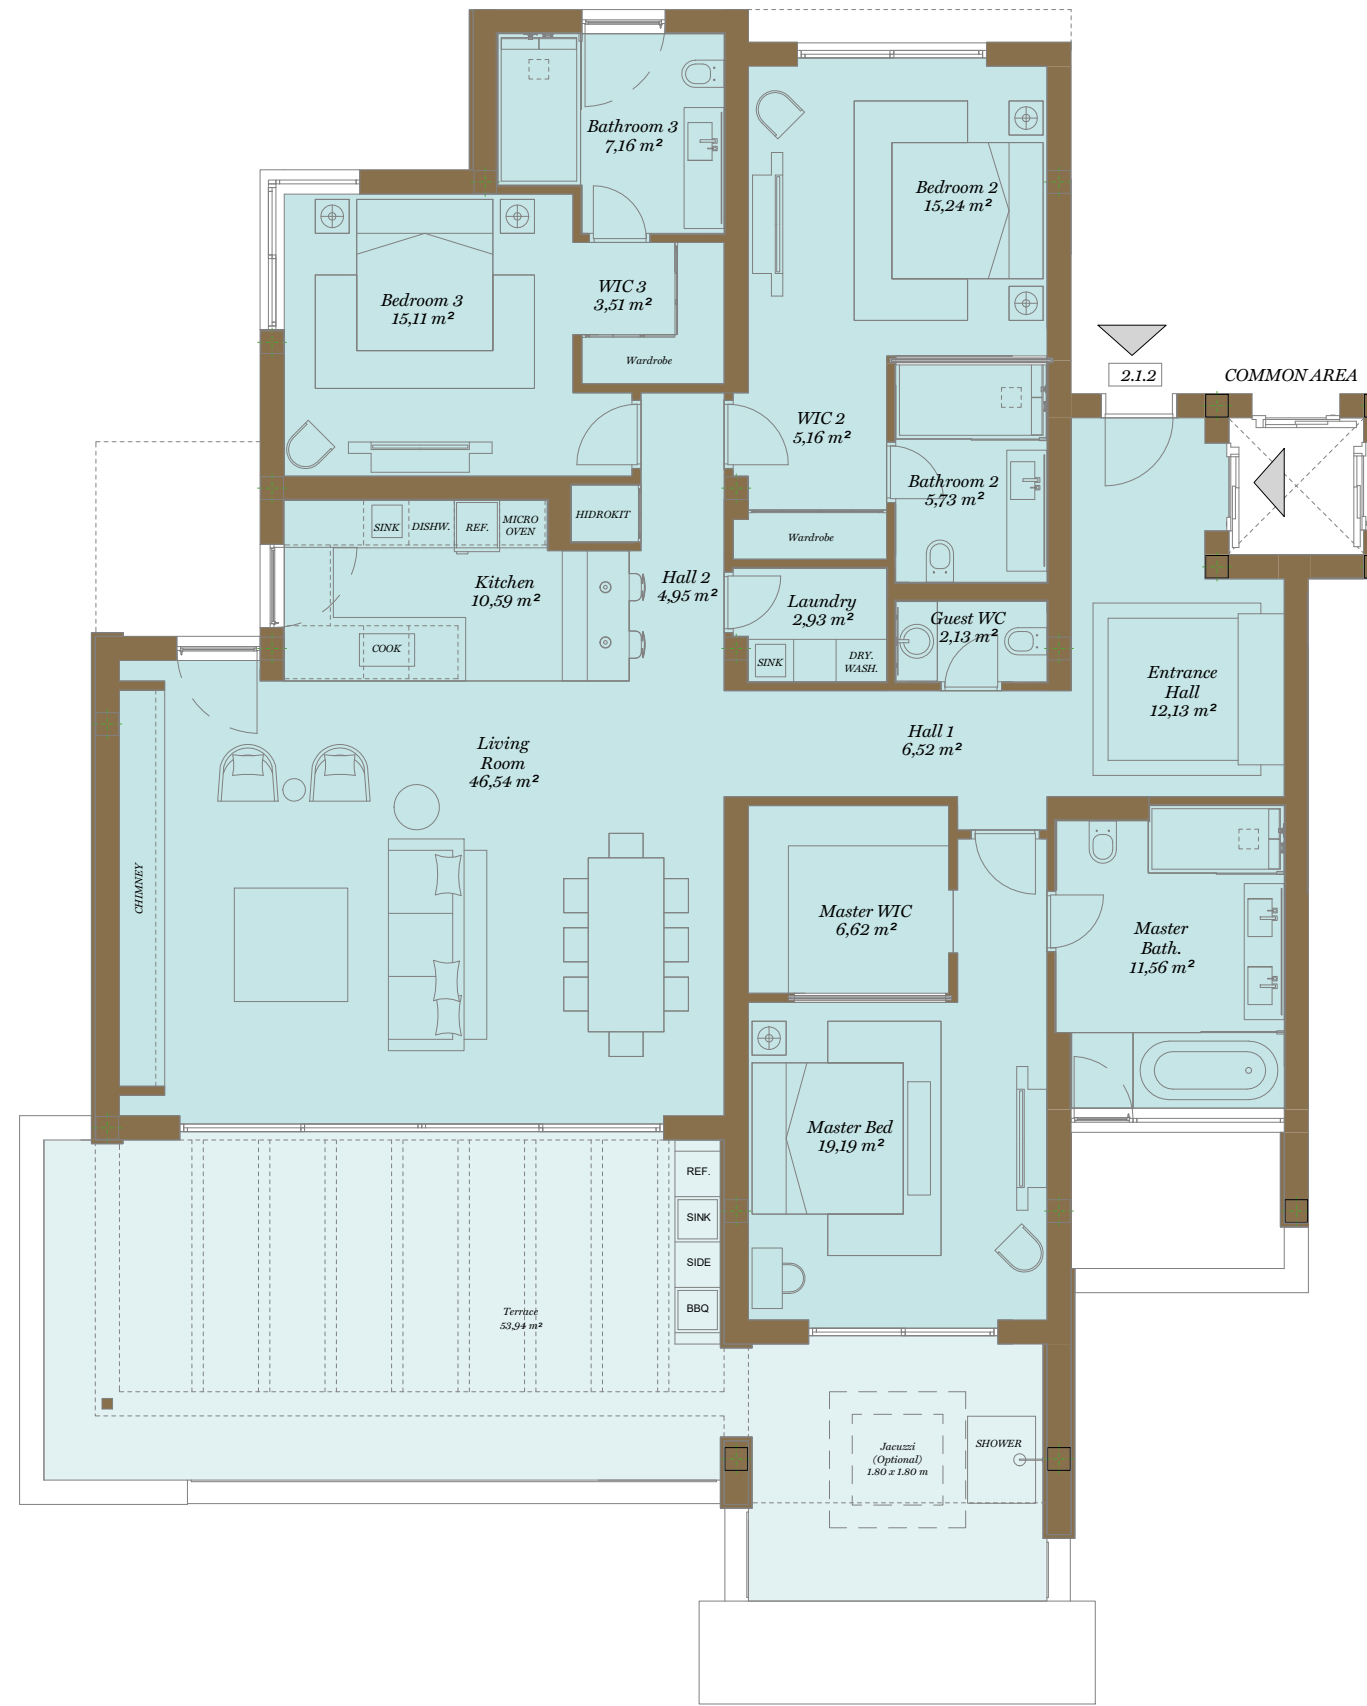 Bathroom 3
7,16 m²
Bedroom 2
15,24 m²
WIC 3
3,51 m²
Bedroom 3
15,11 m²
Wardrobe
2.1.2
COMMON AREA
WIC 2
5,16 m²
Bathroom 2
5,73 m²
HIDROKIT
SINK
DISHW.
REF.
MICRO
OVEN
Wardrobe
Kitchen
10,59 m²
Hall 2
4,95 m²
Laundry
2,93 m²
Guest WC
2,13 m²
COOK
SINK
DRY.
WASH.
Entrance
Hall
12,13 m²
Living
Room
46,54 m²
Hall 1
6,52 m²
CHIMNEY
Master WIC
6,62 m²
Master
Bath.
11,56 m²
Master Bed
19,19 m²
REF.
SINK
SIDE
BBQ
Terrace
53,94 m²
Jacuzzi
(Optional)
1.80 x 1.80 m
SHOWER